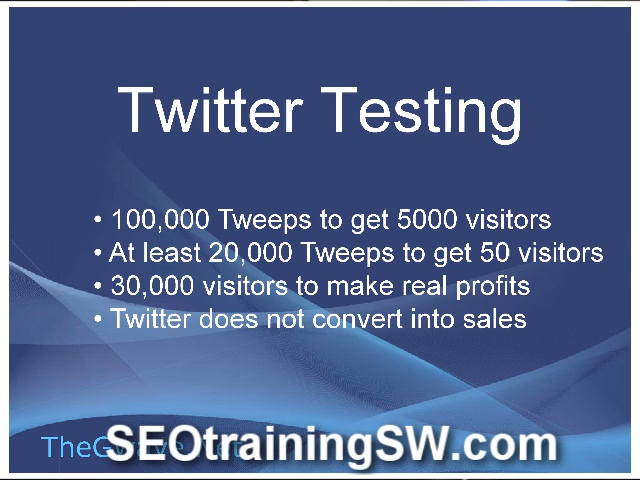 Twitter Testing
• 100,000 Tweeps to get 5000 visitors
• At least 20,000 Tweeps to get 50 visitors
• 30,000 visitors to make real profits
• Twitter does not convert into sales
SEOtrainingSW.com